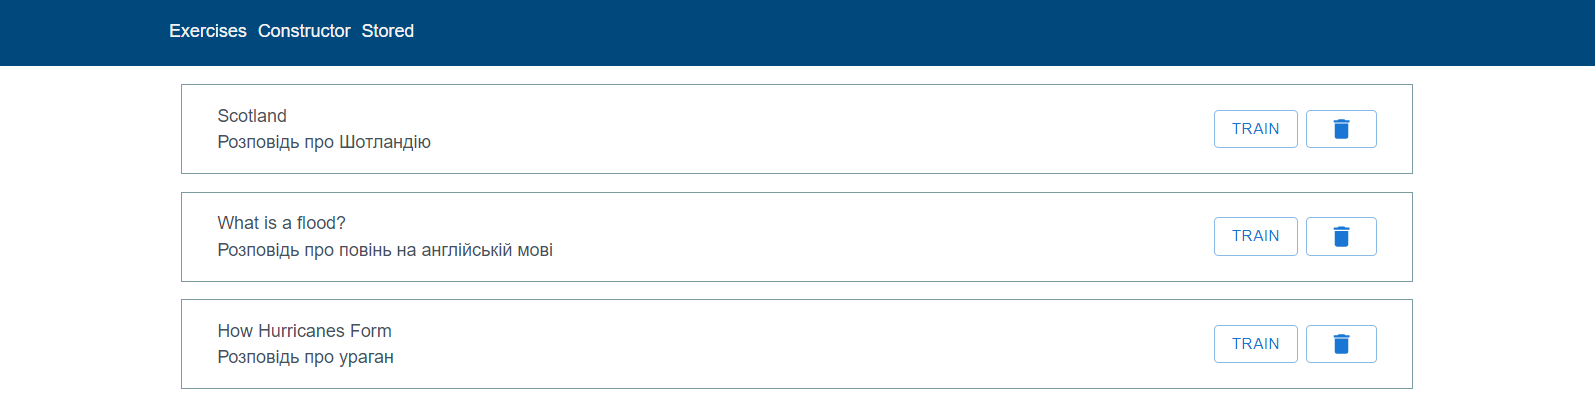 Exercises Constructor Stored
Scotland
Розповідь про Шотландію
TRAIN
What is a flood?
Розповідь про повінь на англійській мові
TRAIN
How Hurricanes Form
Розповідь про ураган
TRAIN